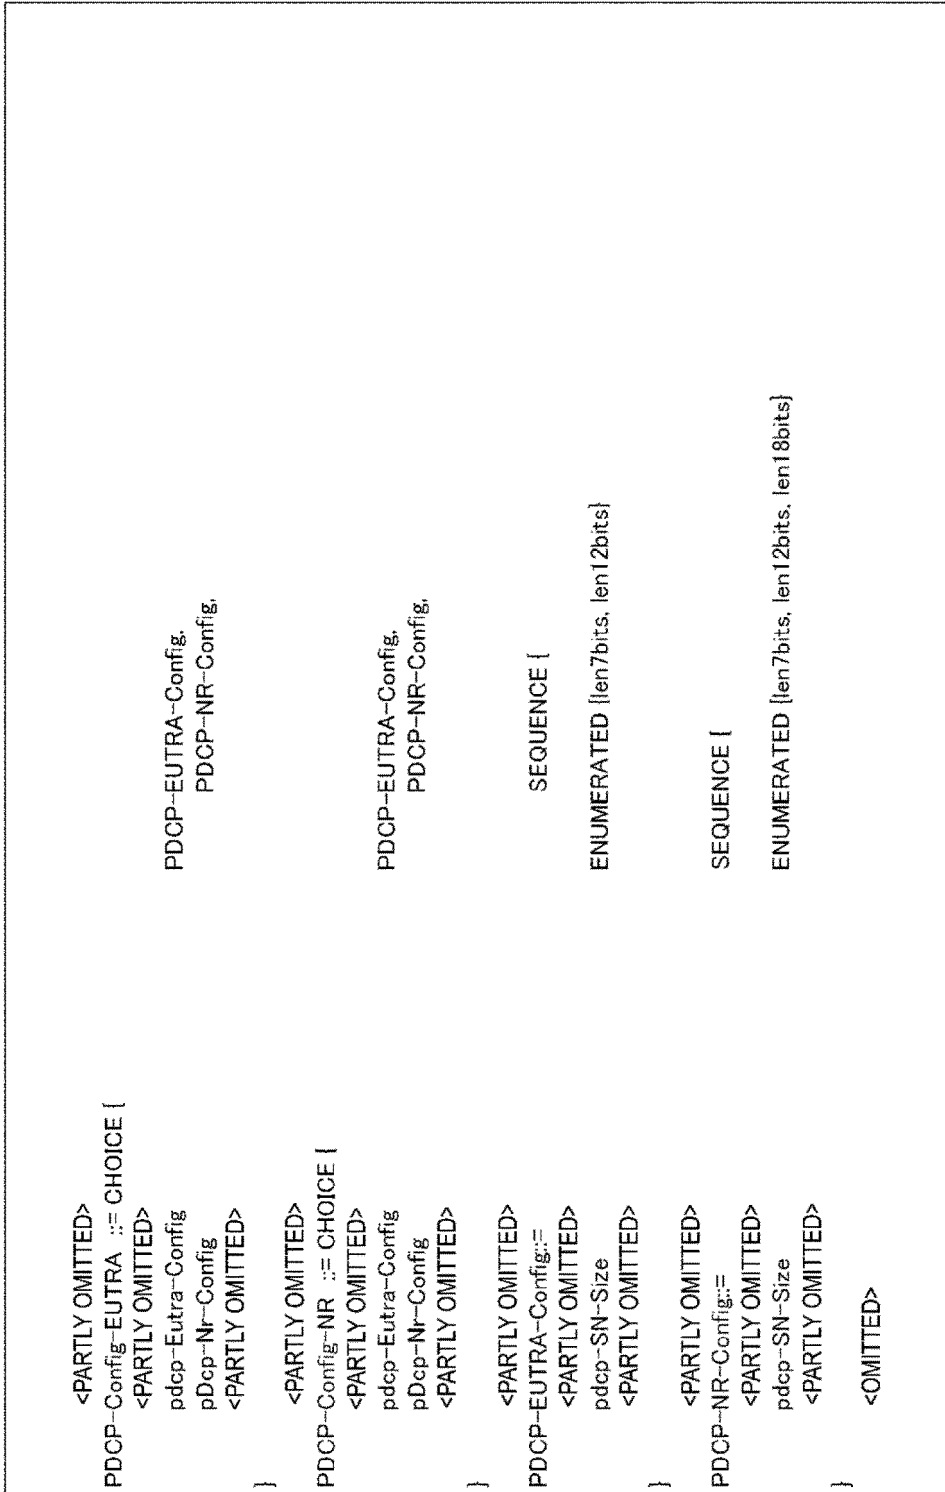 <PARTLY OMITTED>
PDCP-Config-EUTRA ::= CHOICE {
<PARTLY OMITTED>
pdcp-Eutra-Config PDCP-EUTRA-Config,
pDcp-Nr-Config PDCP-NR-Config,
<PARTLY OMITTED>
}
<PARTLY OMITTED>
PDCP-Config-NR ::= CHOICE {
<PARTLY OMITTED>
pdcp-Eutra-Config PDCP-EUTRA-Config,
pDcp-Nr-Config PDCP-NR-Config,
<PARTLY OMITTED>
}
<PARTLY OMITTED>
PDCP-EUTRA-Config::= SEQUENCE {
<PARTLY OMITTED>
pdcp-SN-Size ENUMERATED {len7bits, len12bits}
<PARTLY OMITTED>
}
<PARTLY OMITTED>
PDCP-NR-Config::= SEQUENCE {
<PARTLY OMITTED>
pdcp-SN-Size ENUMERATED {len7bits, len12bits, len18bits}
<PARTLY OMITTED>
}
<OMITTED>